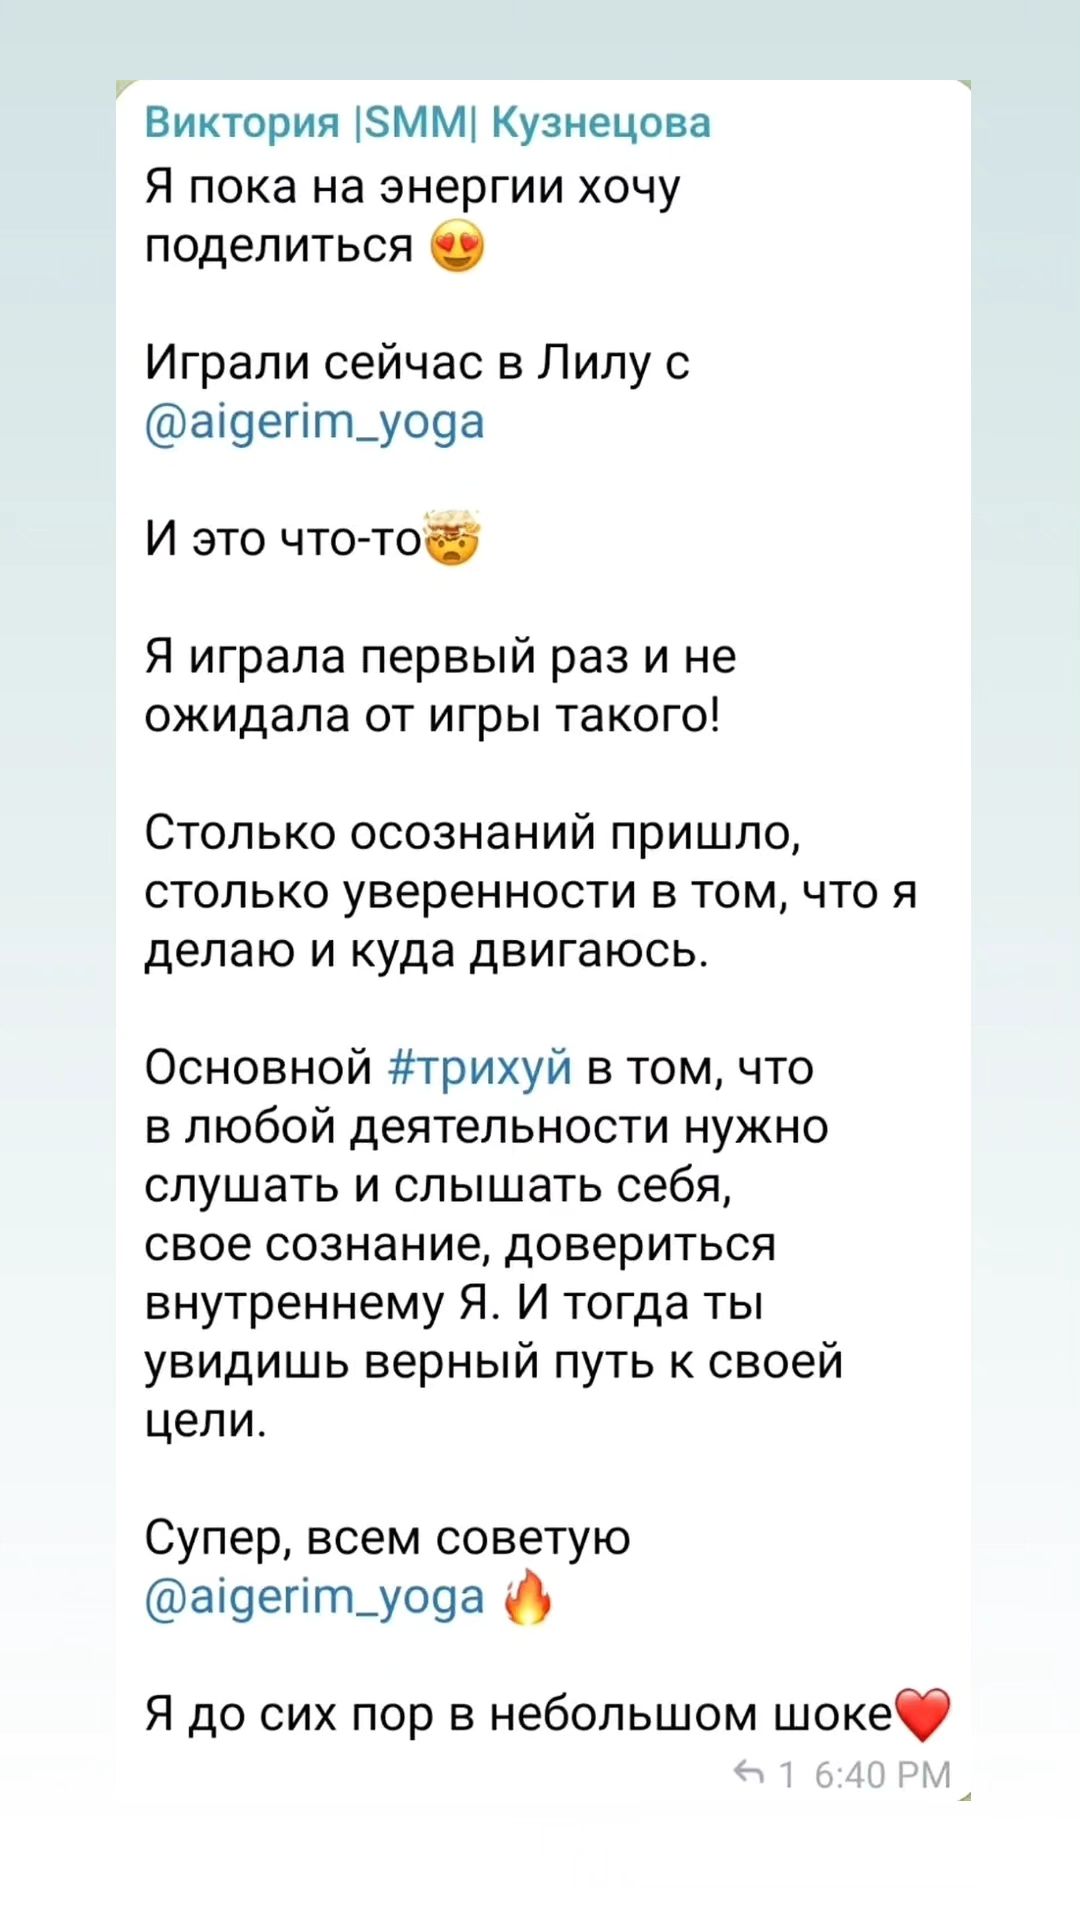 Виктория |SMM| Кузнецова
Я пока на энергии хочу
поделиться 😍
Играли сейчас в Лилу с
@aigerim_yoga
И это что-то🤯
Я играла первый раз и не
ожидала от игры такого!
Столько осознаний пришло,
столько уверенности в том, что я
делаю и куда двигаюсь.
Основной #трихуй в том, что
в любой деятельности нужно
слушать и слышать себя,
свое сознание, довериться
внутреннему Я. И тогда ты
увидишь верный путь к своей
цели.
Супер, всем советую
@aigerim_yoga 🔥
Я до сих пор в небольшом шоке❤️
1 6:40 PM